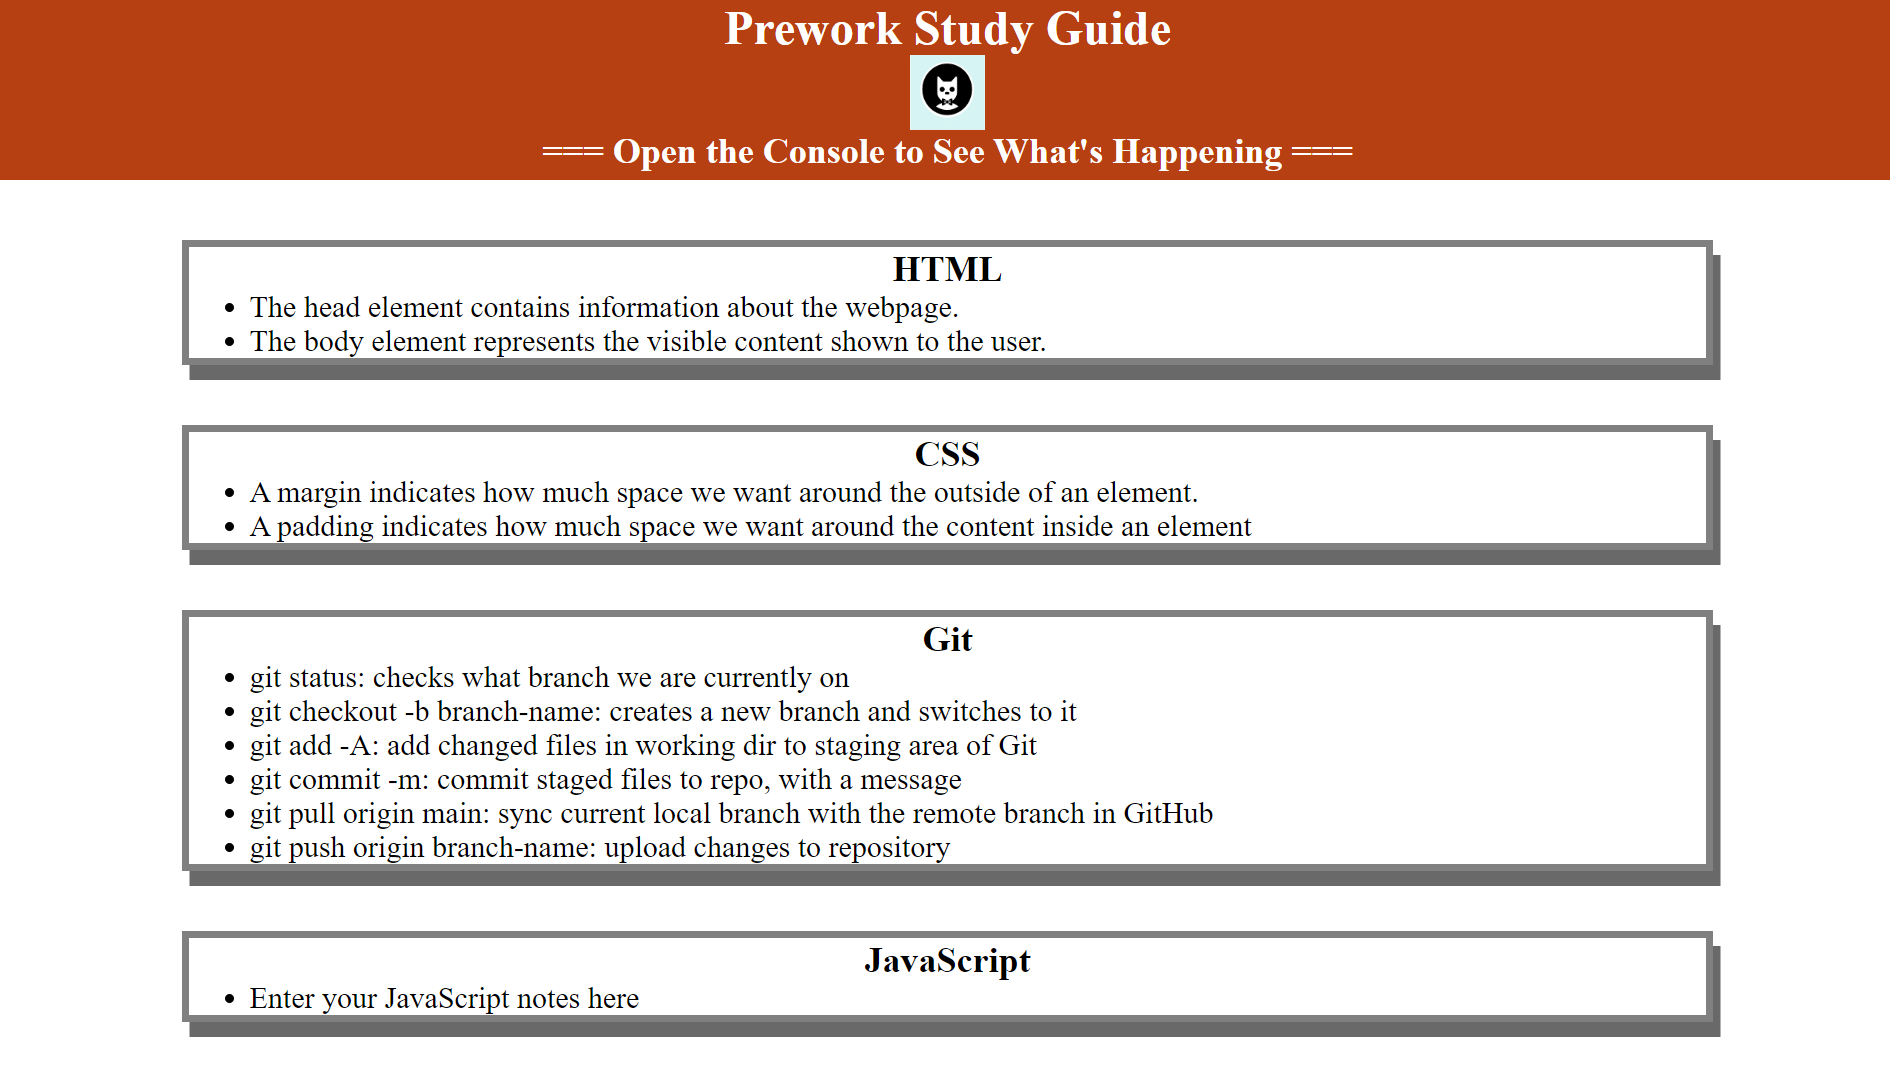 Prework Study Guide
=== Open the Console to See What's Happening ===
HTML
• The head element contains information about the webpage.
• The body element represents the visible content shown to the user.
CSS
• A margin indicates how much space we want around the outside of an element.
• A padding indicates how much space we want around the content inside an element
Git
• git status: checks what branch we are currently on
• git checkout -b branch-name: creates a new branch and switches to it
• git add -A: add changed files in working dir to staging area of Git
• git commit -m: commit staged files to repo, with a message
• git pull origin main: sync current local branch with the remote branch in GitHub
• git push origin branch-name: upload changes to repository
JavaScript
• Enter your JavaScript notes here